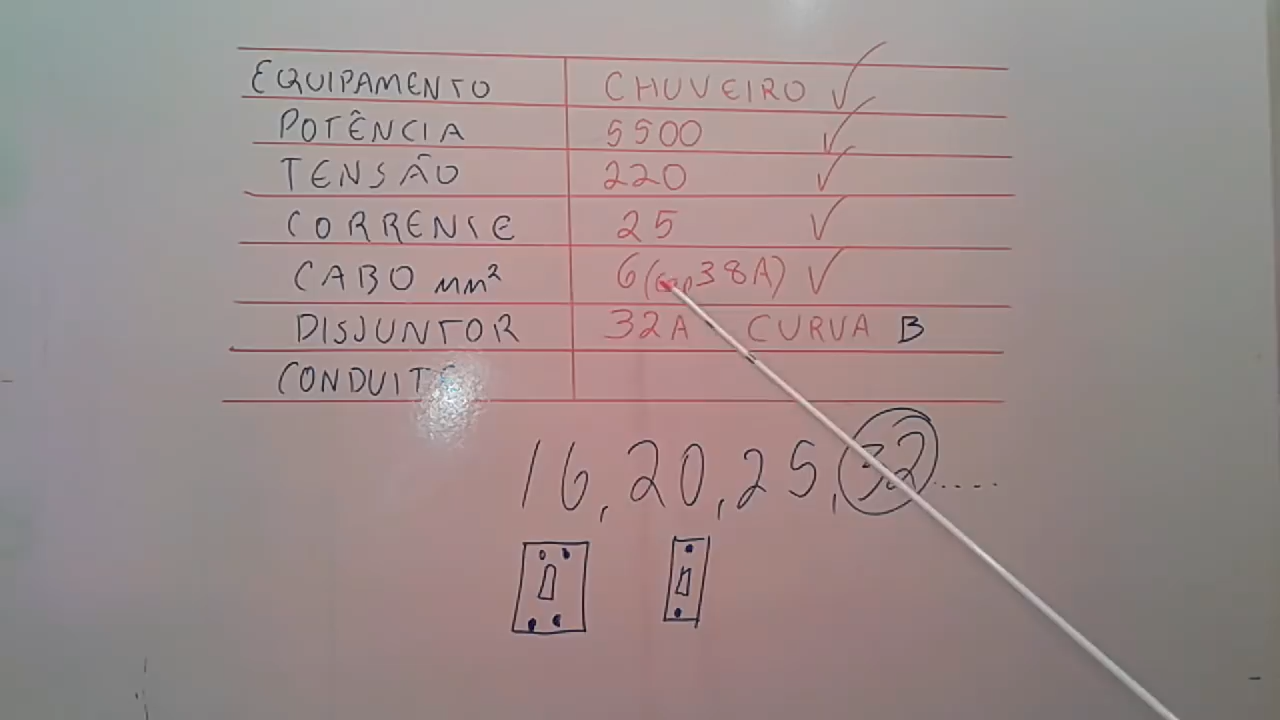 EQUIPAMENTO CHUVEIRO ✓
POTÊNCIA 5500 ✓
TENSÃO 220 ✓
CORRENTE 25 ✓
CABO mm² 6 38A) ✓
DISJUNTOR 32A CURVA B
CONDUITE
16, 20, 25, 32 .....